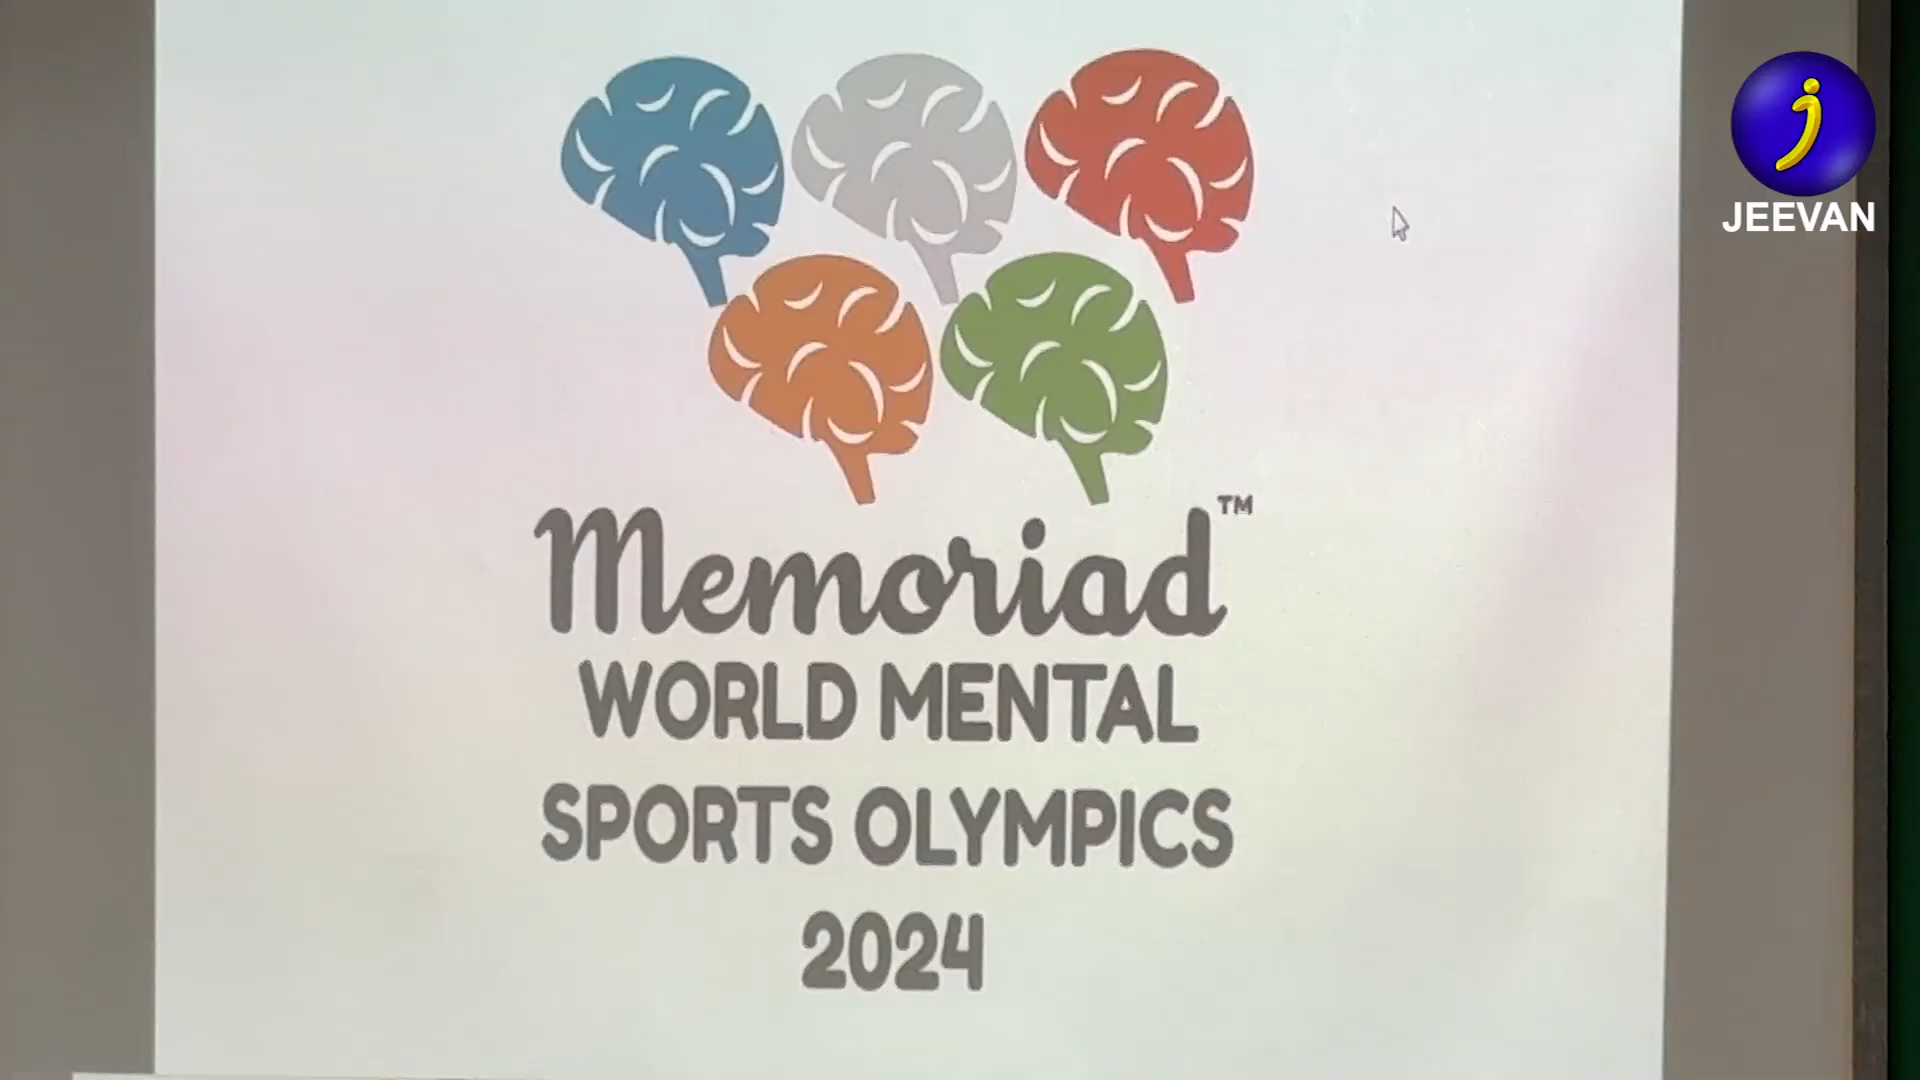 Memoriad™
WORLD MENTAL
SPORTS OLYMPICS
2024
j
JEEVAN